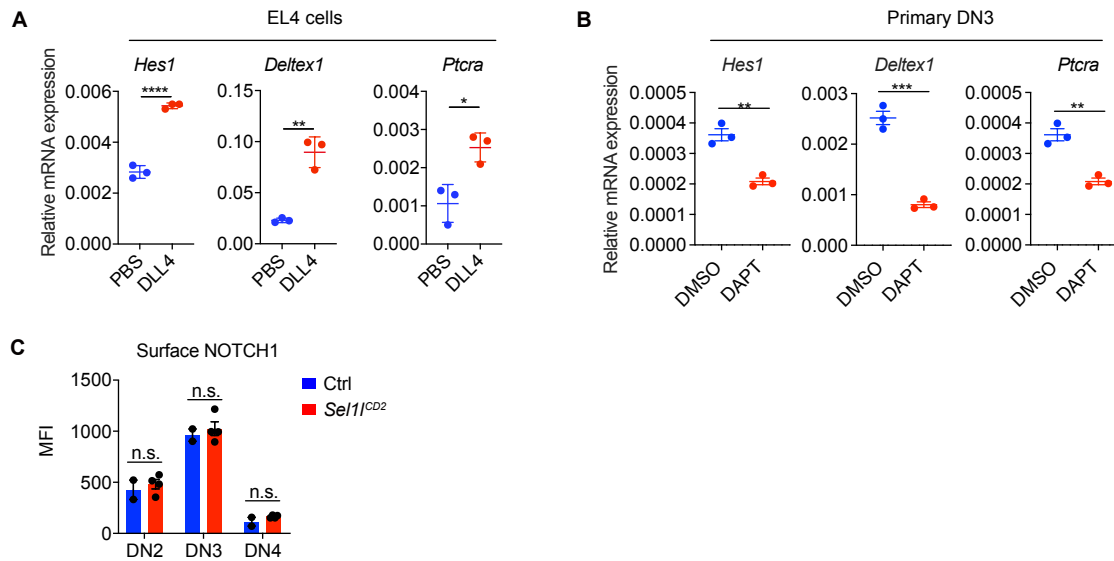 A
EL4 cells
Hes1
Deltex1
Ptcra
Relative mRNA expression
0.006
0.004
0.002
0.000
****
PBS
DLL4
0.15
0.10
0.05
0.00
**
PBS
DLL4
0.004
0.003
0.002
0.001
0.000
*
PBS
DLL4
B
Primary DN3
Hes1
Deltex1
Ptcra
Relative mRNA expression
0.0005
0.0004
0.0003
0.0002
0.0001
0.0000
**
DMSO
DAPT
0.003
0.002
0.001
0.000
***
DMSO
DAPT
0.0005
0.0004
0.0003
0.0002
0.0001
0.0000
**
DMSO
DAPT
C
Surface NOTCH1
MFI
1500
1000
500
0
n.s.
n.s.
n.s.
DN2
DN3
DN4
Ctrl
Sel1lCD2